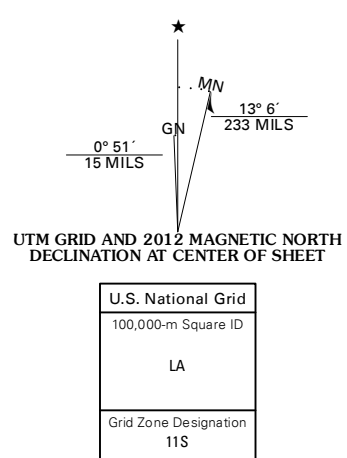 ★
MN
GN
13° 6´
233 MILS
0° 51´
15 MILS
UTM GRID AND 2012 MAGNETIC NORTH
DECLINATION AT CENTER OF SHEET
U.S. National Grid
100,000-m Square ID
LA
Grid Zone Designation
11S